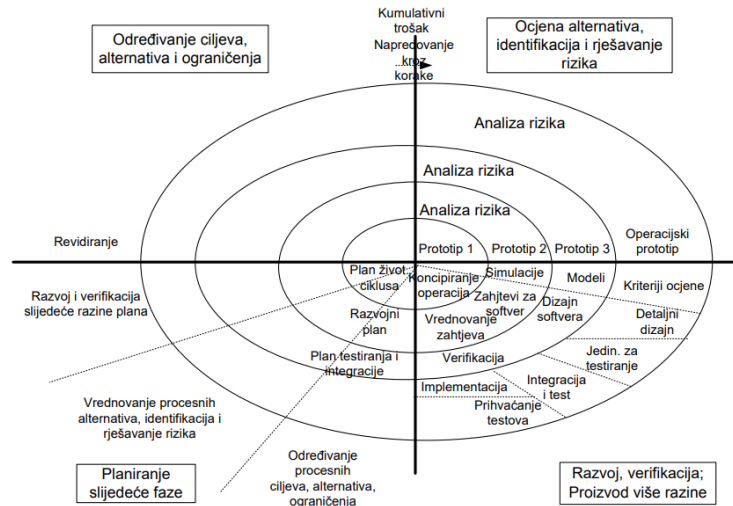 Kumulativni
trošak
Napredovanje
...kroz
korake
Određivanje ciljeva,
alternativa i ograničenja
Ocjena alternativa,
identifikacija i rješavanje
rizika
Analiza rizika
Analiza rizika
Analiza rizika
Revidiranje
Prototip 1
Prototip 2
Prototip 3
Operacijski
prototip
Plan život.
ciklusa
Koncipiranje
operacija
Simulacije
Modeli
Kriteriji ocjene
Razvoj i verifikacija
slijedeće razine plana
Razvojni
plan
Zahtjevi za
softver
Dizajn
softvera
Detaljni
dizajn
Vrednovanje
zahtjeva
Plan testiranja i
integracije
Verifikacija
Jedin. za
testiranje
Implementacija
Integracija
i test
Prihvaćanje
testova
Vrednovanje procesnih
alternativa, identifikacija i
rješavanje rizika
Određivanje
procesnih
ciljeva, alternativa,
ograničenja
Planiranje
slijedeće faze
Razvoj, verifikacija;
Proizvod više razine